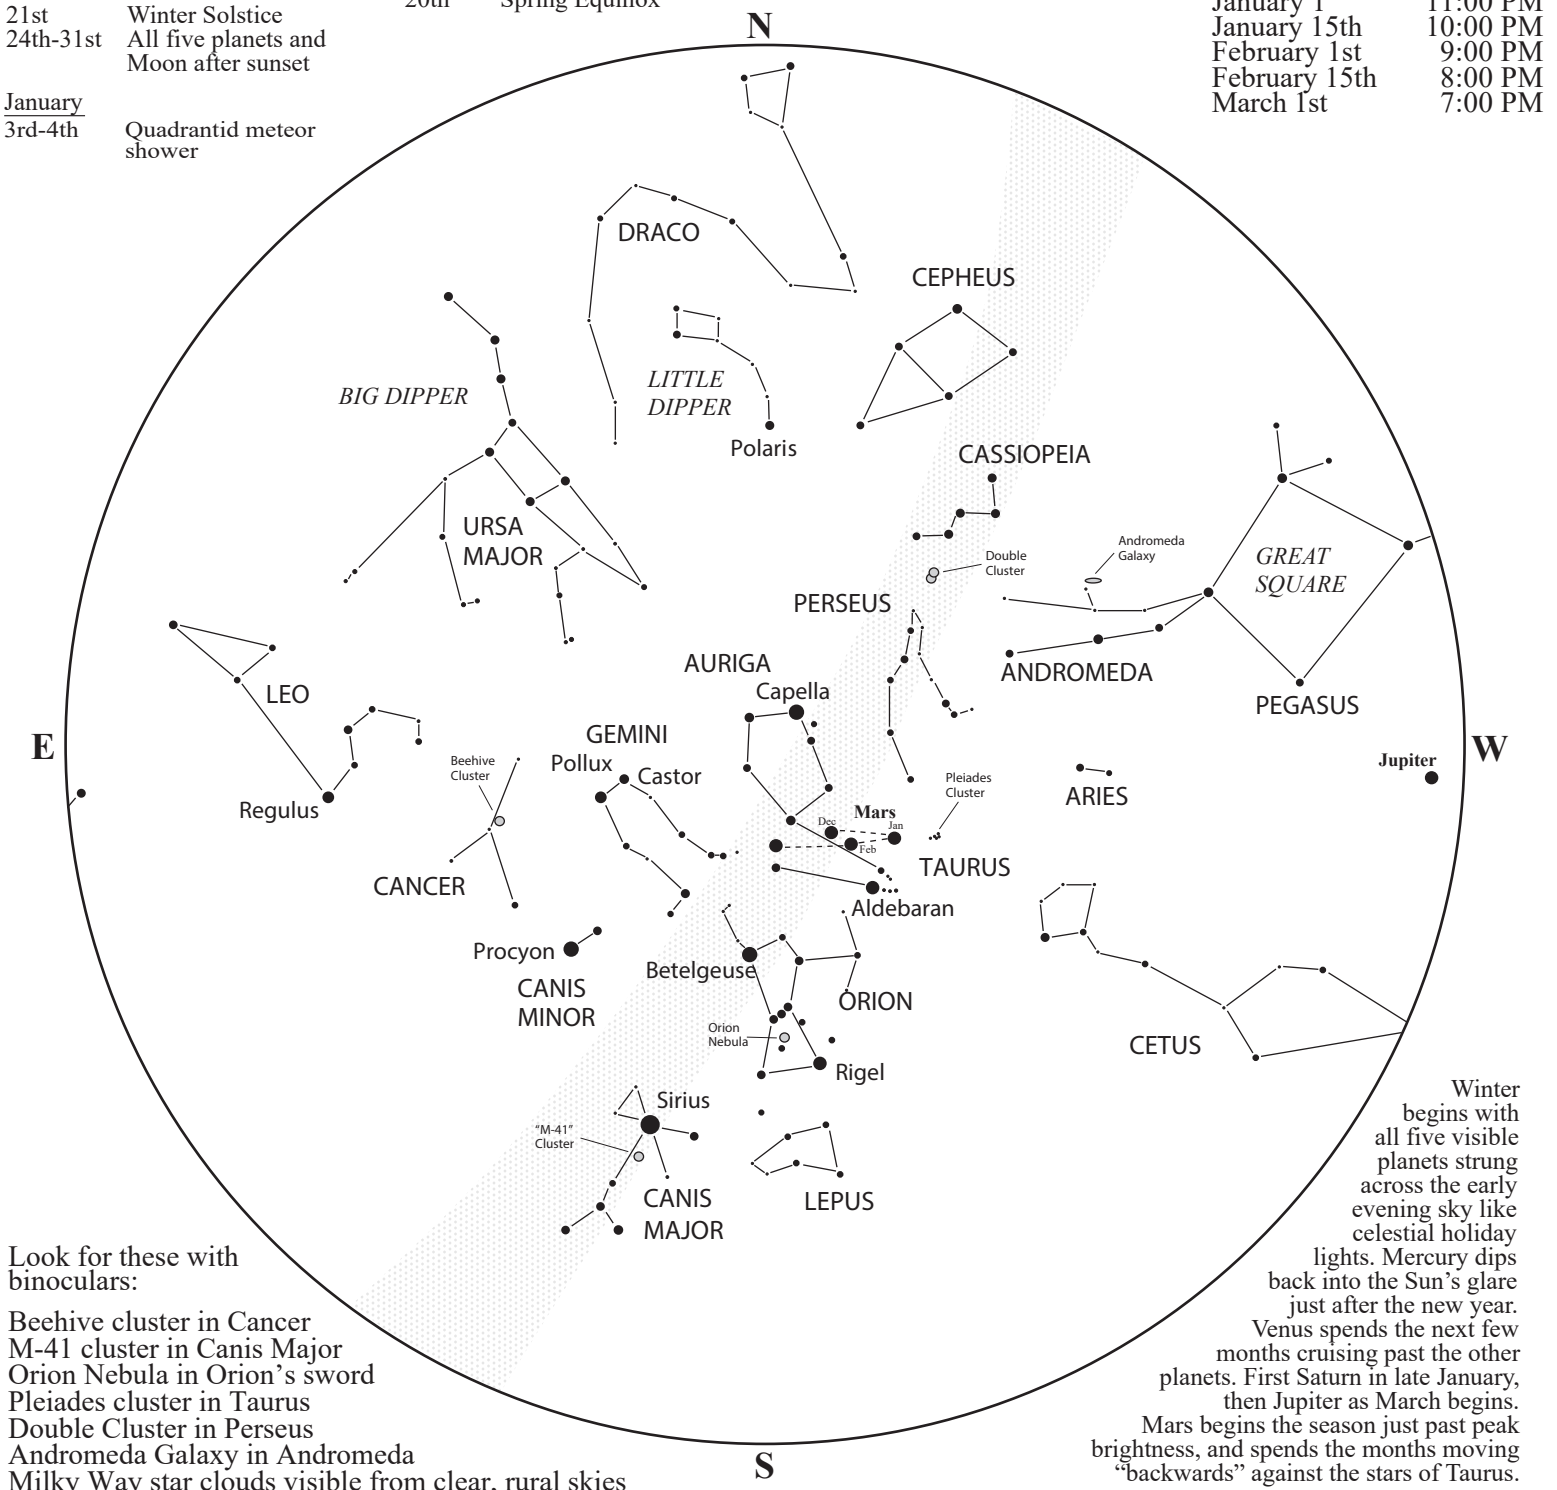 21st Winter Solstice
24th-31st All five planets and
Moon after sunset
January
3rd-4th Quadrantid meteor
shower
20th Spring Equinox
January 1 11:00 PM
January 15th 10:00 PM
February 1st 9:00 PM
February 15th 8:00 PM
March 1st 7:00 PM
N
DRACO
CEPHEUS
BIG DIPPER
LITTLE
DIPPER
Polaris
CASSIOPEIA
URSA
MAJOR
Double
Cluster
Andromeda
Galaxy
GREAT
SQUARE
PERSEUS
ANDROMEDA
PEGASUS
LEO
AURIGA
Capella
GEMINI
Pollux
Castor
E
W
Jupiter
Beehive
Cluster
Regulus
Pleiades
Cluster
ARIES
Mars
Dec
Jan
Feb
TAURUS
CANCER
Aldebaran
Procyon
CANIS
MINOR
Betelgeuse
ORION
Orion
Nebula
Rigel
CETUS
Sirius
"M-41"
Cluster
CANIS
MAJOR
LEPUS
S
Look for these with
binoculars:
Beehive cluster in Cancer
M-41 cluster in Canis Major
Orion Nebula in Orion's sword
Pleiades cluster in Taurus
Double Cluster in Perseus
Andromeda Galaxy in Andromeda
Milky Way star clouds visible from clear, rural skies
Winter
begins with
all five visible
planets strung
across the early
evening sky like
celestial holiday
lights. Mercury dips
back into the Sun's glare
just after the new year.
Venus spends the next few
months cruising past the other
planets. First Saturn in late January,
then Jupiter as March begins.
Mars begins the season just past peak
brightness, and spends the months moving
"backwards" against the stars of Taurus.